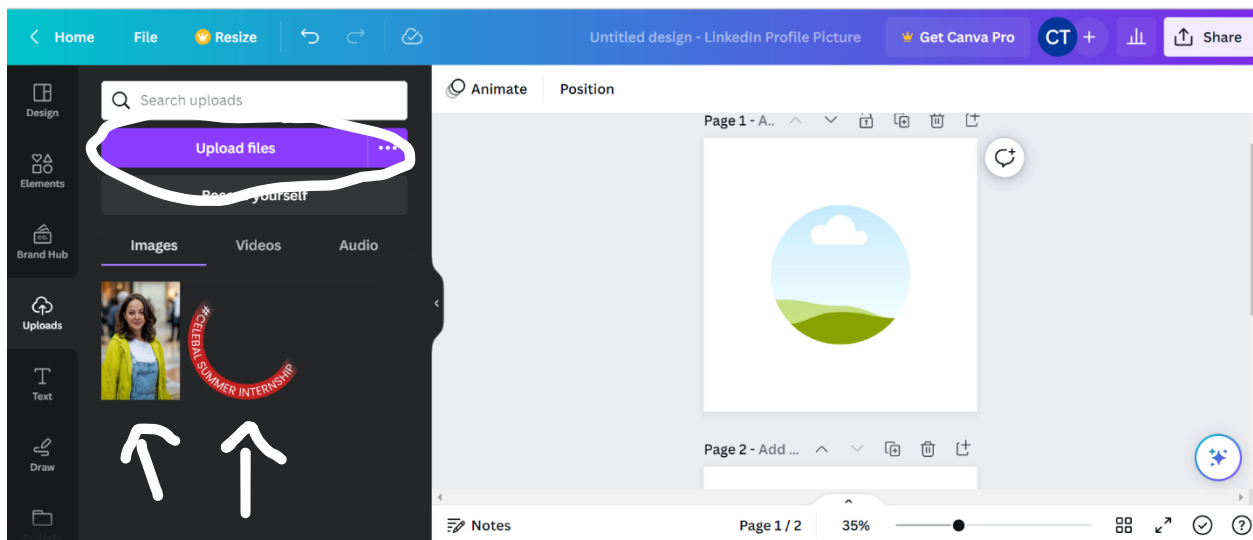 Home File Resize Untitled design - LinkedIn Profile Picture Get Canva Pro CT + Share
Design
Elements
CO.
Brand Hub
Uploads
Text
Draw
Search uploads
Upload files ...
yourself
Images Videos Audio
#CELEBAL SUMMER INTERNSHIP
Animate Position
Page 1 - A..
Page 2 - Add ...
Notes Page 1 / 2 35% ?